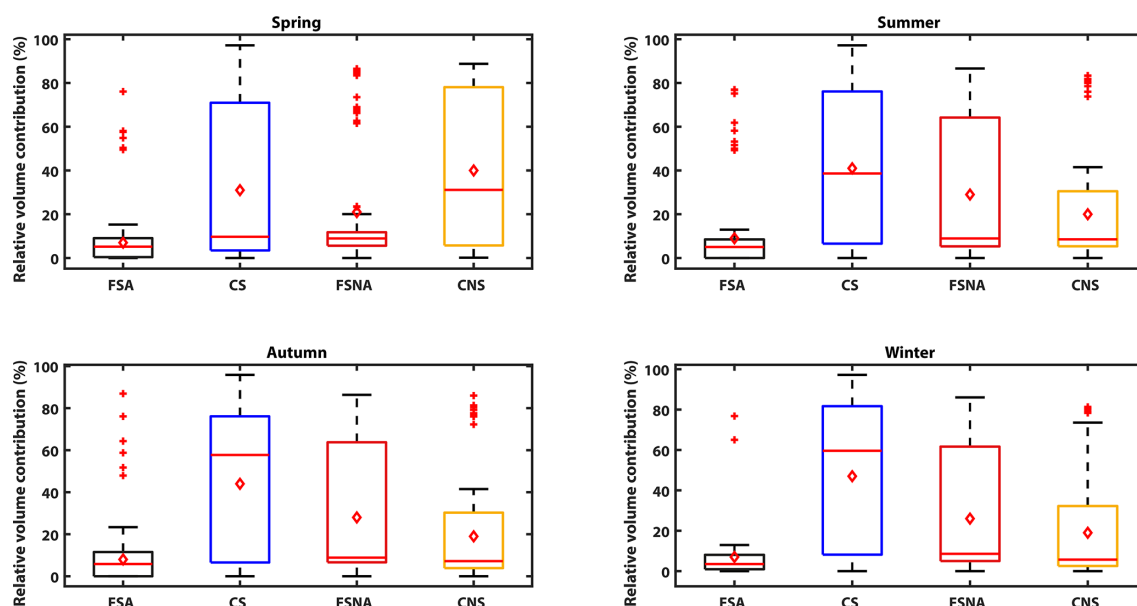 Spring
Relative volume contribution (%)
100
80
60
40
20
0
FSA CS FSNA CNS
Summer
Relative volume contribution (%)
100
80
60
40
20
0
FSA CS FSNA CNS
Autumn
Relative volume contribution (%)
100
80
60
40
20
0
FSA CS FSNA CNS
Winter
Relative volume contribution (%)
100
80
60
40
20
0
FSA CS FSNA CNS